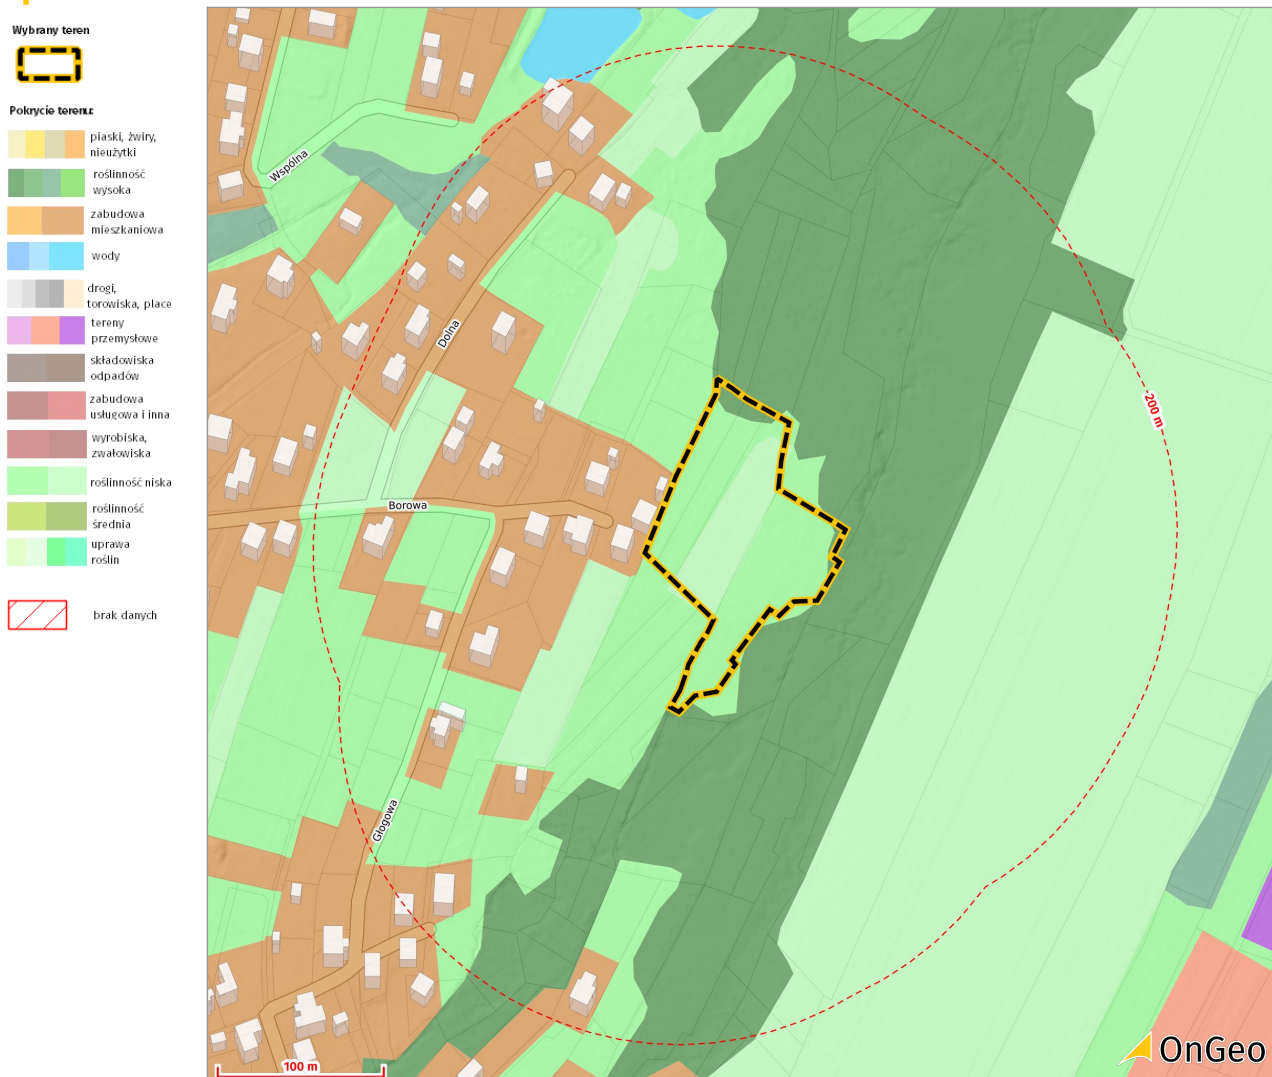 Wybrany teren
Pokrycie terenu:
piaski, żwiry,
nieużytki
roślinność
wysoka
zabudowa
mieszkaniowa
wody
drogi,
torowiska, place
tereny
przemysłowe
składowiska
odpadów
zabudowa
usługowa i inna
wyrobiska,
zwałowiska
roślinność niska
roślinność
średnia
uprawa
roślin
brak danych
Wspólna
Dolna
200 m
Borowa
Głogowa
100 m
OnGeo